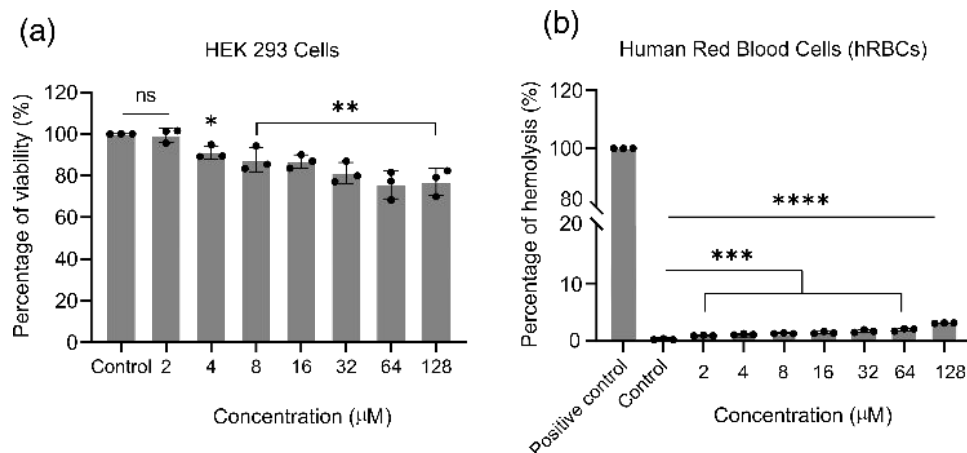 (a)
HEK 293 Cells
Percentage of viability (%)
120
100
80
60
40
20
0
ns
*
**
Control 2 4 8 16 32 64 128
Concentration (μM)
(b)
Human Red Blood Cells (hRBCs)
Percentage of hemolysis (%)
100
80
20
10
0
****
***
Positive control Control 2 4 8 16 32 64 128
Concentration (μM)